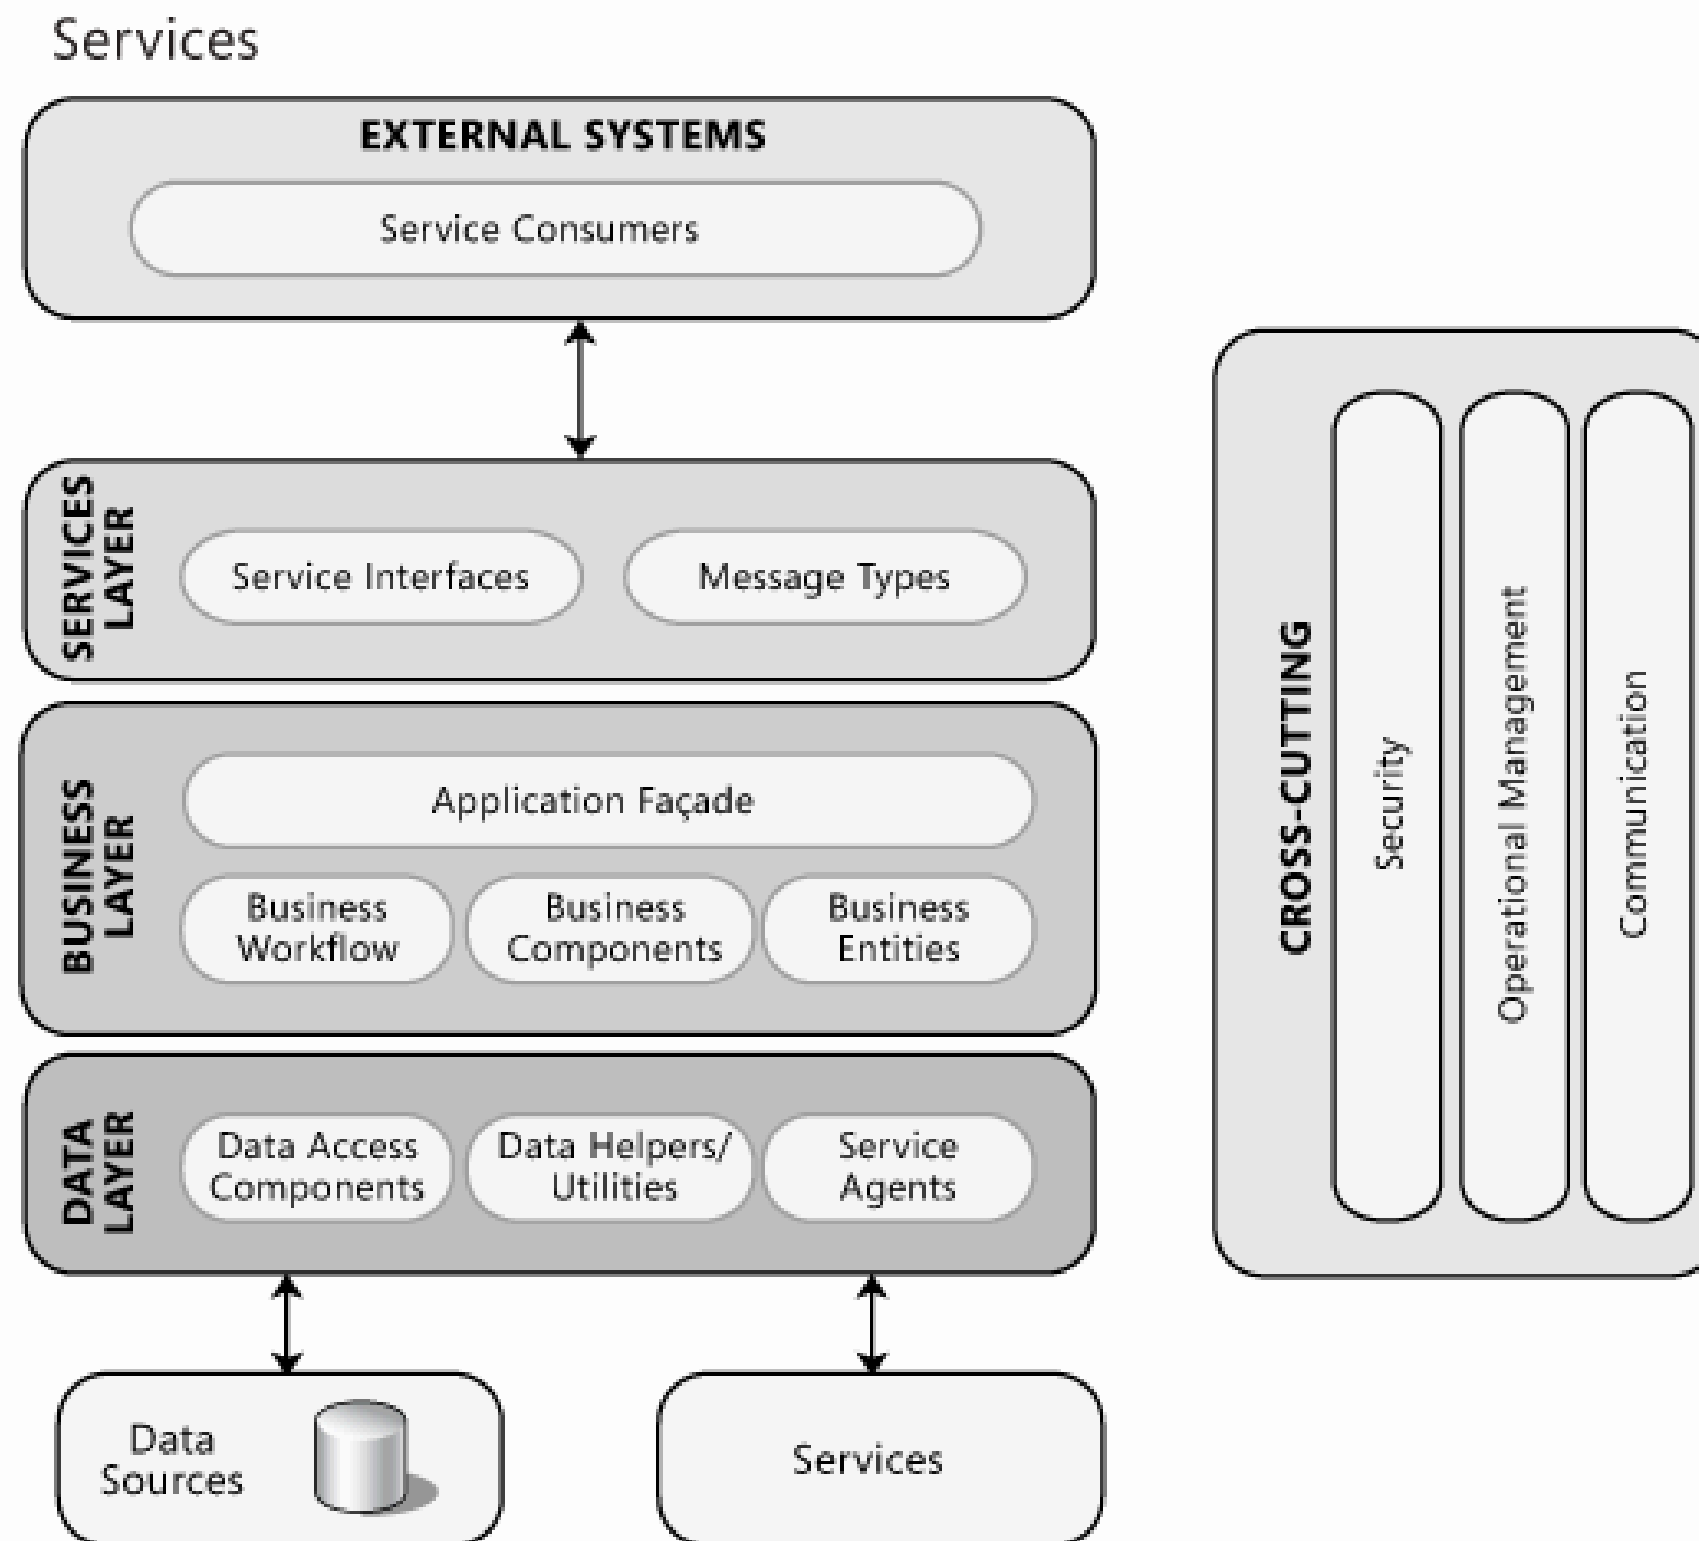 Services
EXTERNAL SYSTEMS
Service Consumers
SERVICES
LAYER
Service Interfaces
Message Types
BUSINESS
LAYER
Application Façade
Business
Workflow
Business
Components
Business
Entities
DATA
LAYER
Data Access
Components
Data Helpers/
Utilities
Service
Agents
Data
Sources
Services
CROSS-CUTTING
Security
Operational Management
Communication